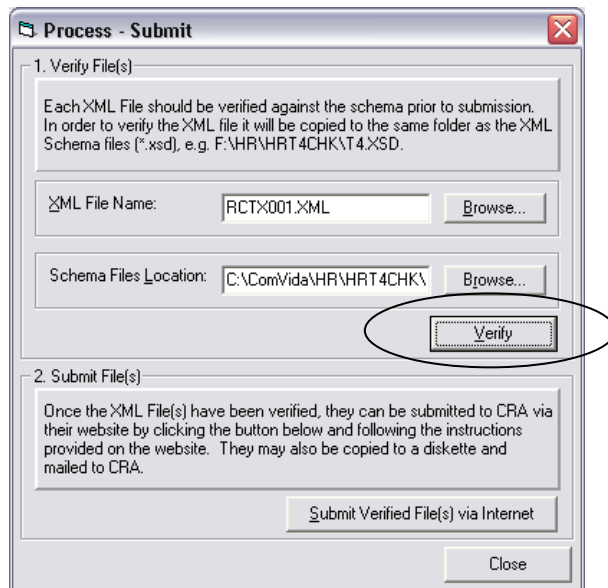 Process - Submit
1. Verify File(s)
Each XML File should be verified against the schema prior to submission.
In order to verify the XML file it will be copied to the same folder as the XML
Schema files (*.xsd), e.g. F:\HR\HRT4CHK\T4.XSD.
XML File Name: RCTX001.XML Browse...
Schema Files Location: C:\ComVida\HR\HRT4CHK\ Browse...
Verify
2. Submit File(s)
Once the XML File(s) have been verified, they can be submitted to CRA via
their website by clicking the button below and following the instructions
provided on the website. They may also be copied to a diskette and
mailed to CRA.
Submit Verified File(s) via Internet
Close